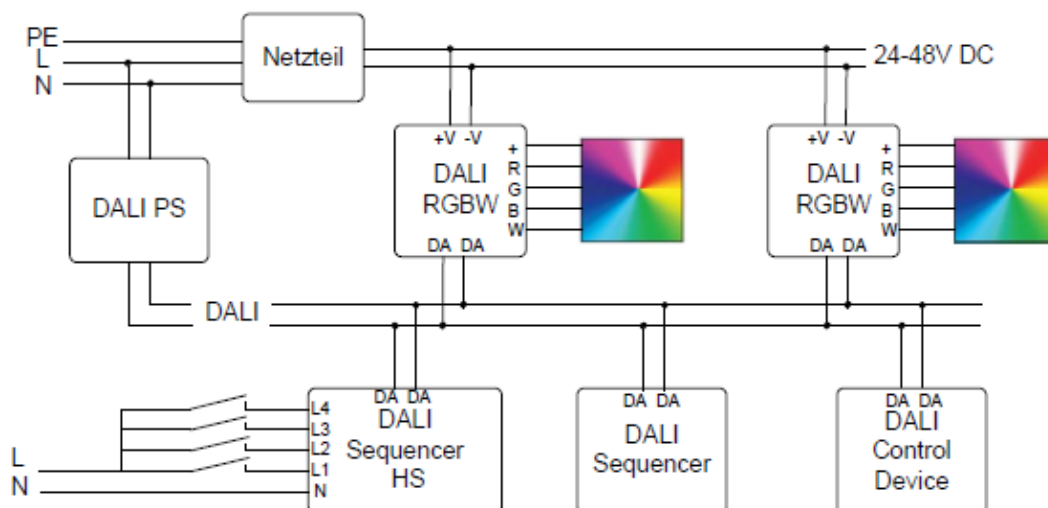 PE
L
N
Netzteil
24-48V DC
+V -V
DALI
RGBW
+
R
G
B
W
DA DA
+V -V
DALI
RGBW
+
R
G
B
W
DA DA
DALI PS
DALI
L
N
L4
L3
L2
L1
N
DA DA
DALI
Sequencer
HS
DA DA
DALI
Sequencer
DA DA
DALI
Control
Device